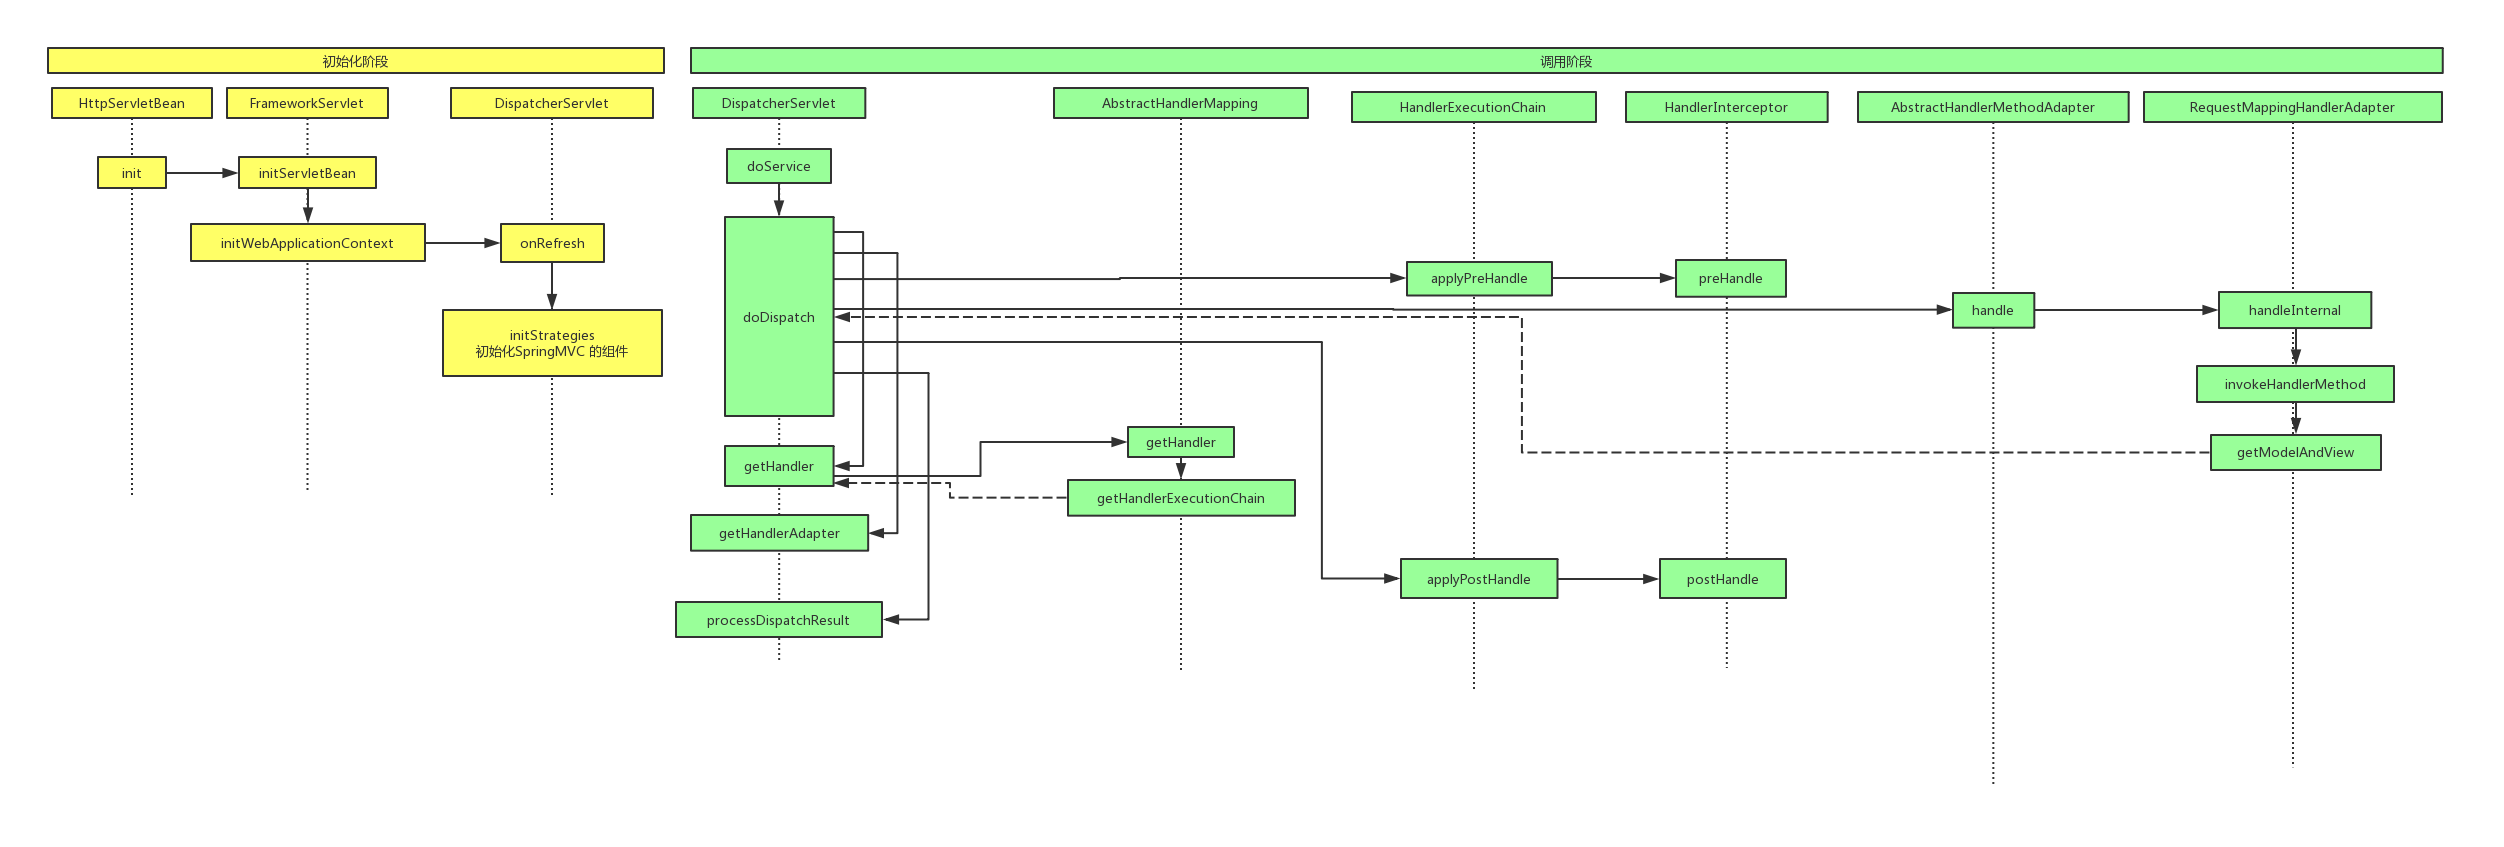 初始化阶段
调用阶段
HttpServletBean
FrameworkServlet
DispatcherServlet
DispatcherServlet
AbstractHandlerMapping
HandlerExecutionChain
HandlerInterceptor
AbstractHandlerMethodAdapter
RequestMappingHandlerAdapter
init
initServletBean
initWebApplicationContext
onRefresh
initStrategies
初始化SpringMVC 的组件
doService
doDispatch
applyPreHandle
preHandle
handle
handleInternal
invokeHandlerMethod
getModelAndView
getHandler
getHandler
getHandlerExecutionChain
getHandlerAdapter
applyPostHandle
postHandle
processDispatchResult